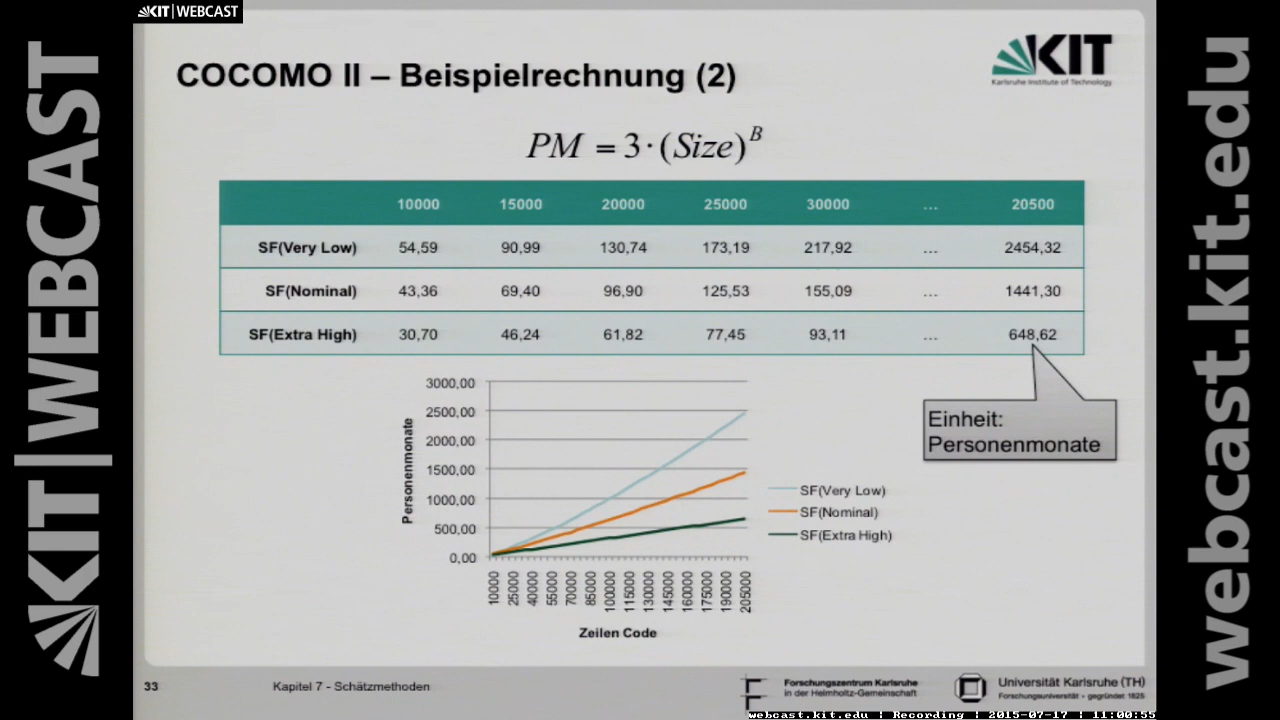 KIT | WEBCAST
KIT|WEBCAST
webcast.kit.edu
COCOMO II – Beispielrechnung (2)
KIT
Karlsruhe Institute of Technology
PM = 3·(Size)^B
10000 15000 20000 25000 30000 … 20500
SF(Very Low) 54,59 90,99 130,74 173,19 217,92 … 2454,32
SF(Nominal) 43,36 69,40 96,90 125,53 155,09 … 1441,30
SF(Extra High) 30,70 46,24 61,82 77,45 93,11 … 648,62
Einheit:
Personenmonate
Personenmonate
3000,00
2500,00
2000,00
1500,00
1000,00
500,00
0,00
SF(Very Low)
SF(Nominal)
SF(Extra High)
10000 25000 40000 55000 70000 85000 100000 115000 130000 145000 160000 175000 190000 205000
Zeilen Code
33
Kapitel 7 - Schätzmethoden
Forschungszentrum Karlsruhe
in der Helmholtz-Gemeinschaft
Universität Karlsruhe (TH)
Forschungsuniversität • gegründet 1825
webcast.kit.edu | Recording | 2015-07-17 | 11:00:55